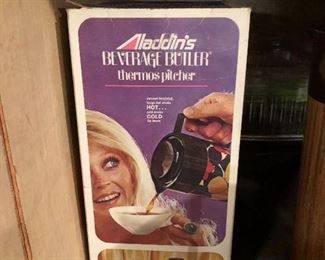 Aladdin's
BEVERAGE BUTLER®
thermos pitcher
HOT...
COLD